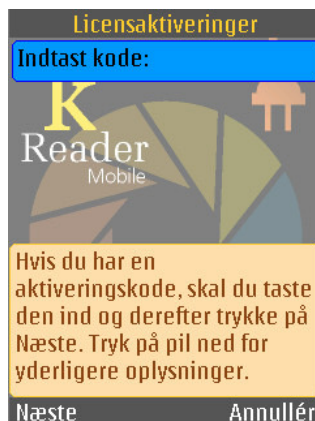 Licensaktiveringer
Indtast kode:
K
Reader
Mobile
Hvis du har en
aktiveringskode, skal du taste
den ind og derefter trykke på
Næste. Tryk på pil ned for
yderligere oplysninger.
Næste Annullér